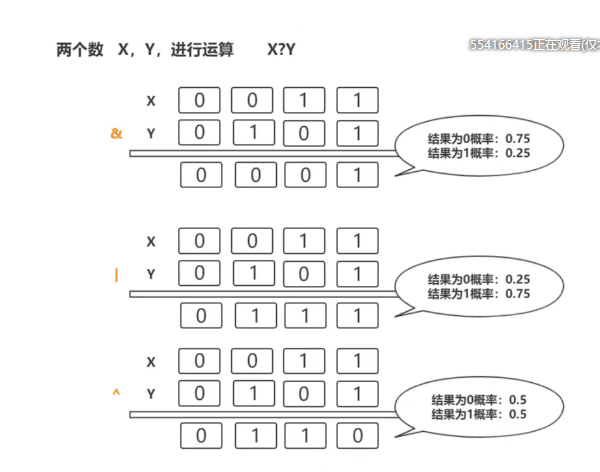 两个数 X，Y，进行运算 X?Y
554166415正在观看(仅
X 0 0 1 1
& Y 0 1 0 1
0 0 0 1
结果为0概率：0.75
结果为1概率：0.25
X 0 0 1 1
| Y 0 1 0 1
0 1 1 1
结果为0概率：0.25
结果为1概率：0.75
X 0 0 1 1
^ Y 0 1 0 1
0 1 1 0
结果为0概率：0.5
结果为1概率：0.5